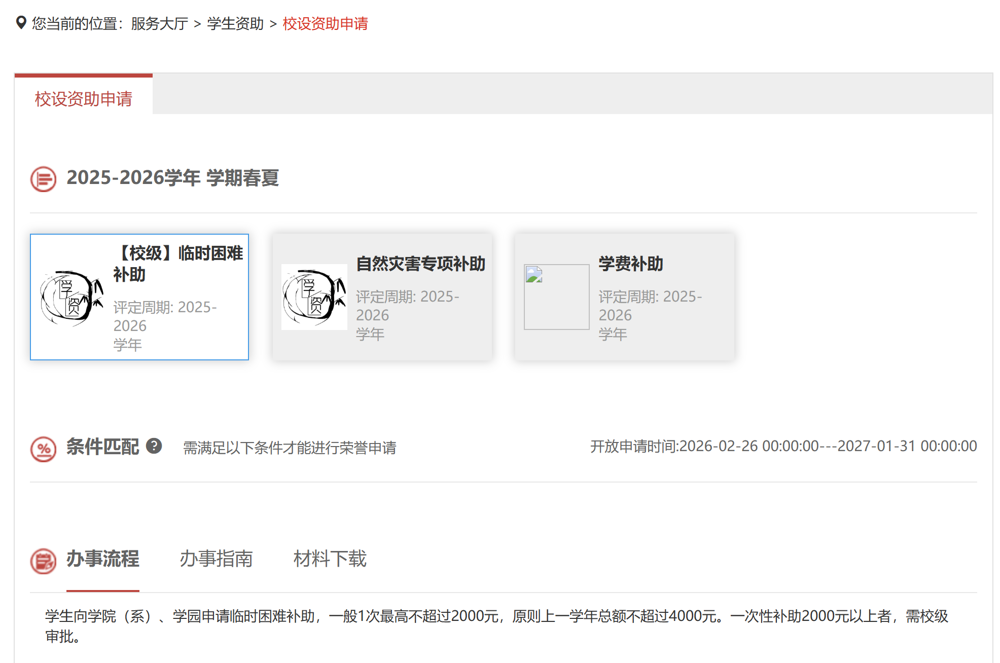 您当前的位置：服务大厅 > 学生资助 > 校设资助申请
校设资助申请
2025-2026学年 学期春夏
【校级】临时困难
补助
学
资
评定周期: 2025-
2026
学年
自然灾害专项补助
学
资
评定周期: 2025-
2026
学年
学费补助
评定周期: 2025-
2026
学年
条件匹配 ? 需满足以下条件才能进行荣誉申请 开放申请时间:2026-02-26 00:00:00---2027-01-31 00:00:00
办事流程 办事指南 材料下载
学生向学院（系）、学园申请临时困难补助，一般1次最高不超过2000元，原则上一学年总额不超过4000元。一次性补助2000元以上者，需校级
审批。